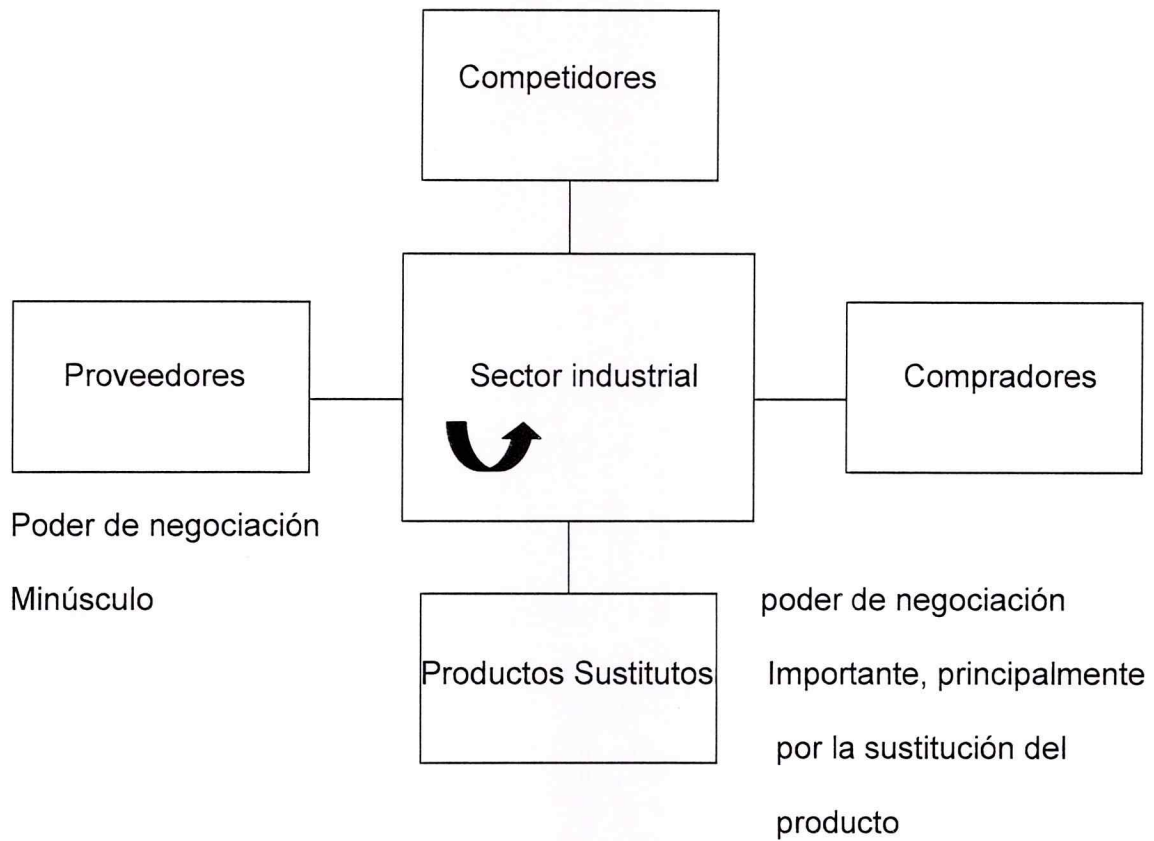 Competidores
Proveedores
Sector industrial
Compradores
Poder de negociación
Minúsculo
Productos Sustitutos
poder de negociación
Importante, principalmente
por la sustitución del
producto